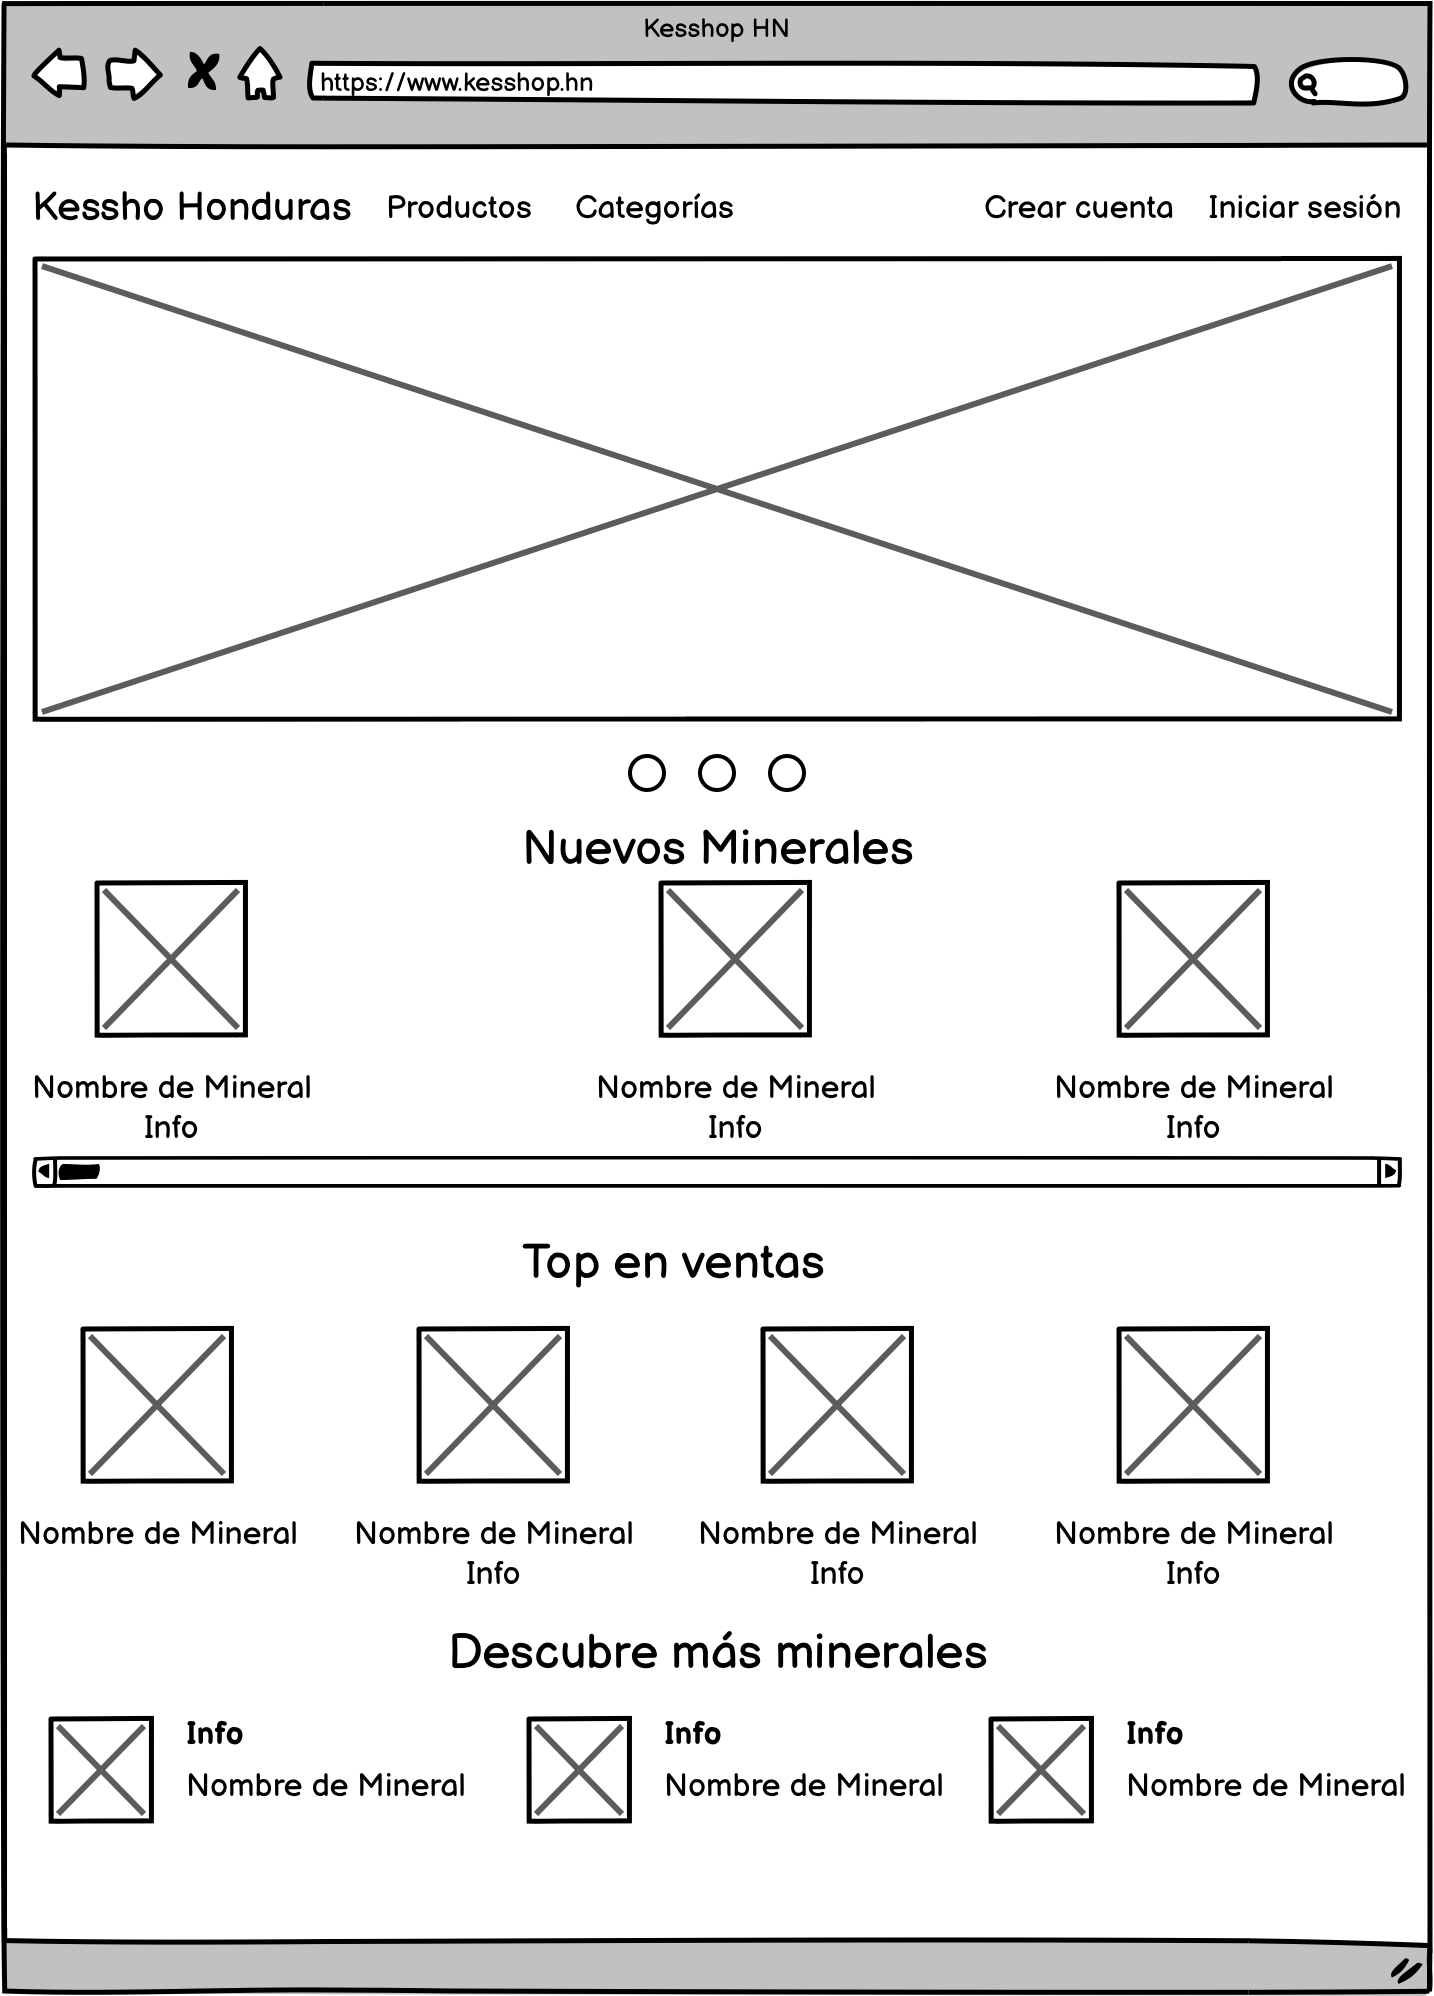 Kesshop HN
https://www.kesshop.hn
Kessho Honduras Productos Categorías Crear cuenta Iniciar sesión
Nuevos Minerales
Nombre de Mineral Nombre de Mineral Nombre de Mineral
Info Info Info
Top en ventas
Nombre de Mineral Nombre de Mineral Nombre de Mineral Nombre de Mineral
Info Info Info
Descubre más minerales
Info Info Info
Nombre de Mineral Nombre de Mineral Nombre de Mineral